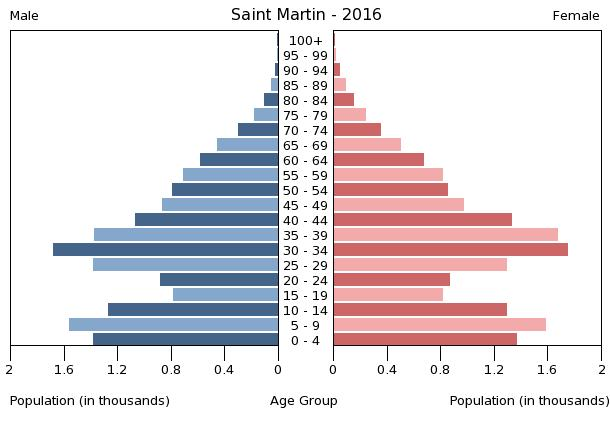 Male Saint Martin - 2016 Female
100+
95 - 99
90 - 94
85 - 89
80 - 84
75 - 79
70 - 74
65 - 69
60 - 64
55 - 59
50 - 54
45 - 49
40 - 44
35 - 39
30 - 34
25 - 29
20 - 24
15 - 19
10 - 14
5 - 9
0 - 4
2 1.6 1.2 0.8 0.4 0 0 0.4 0.8 1.2 1.6 2
Population (in thousands) Age Group Population (in thousands)